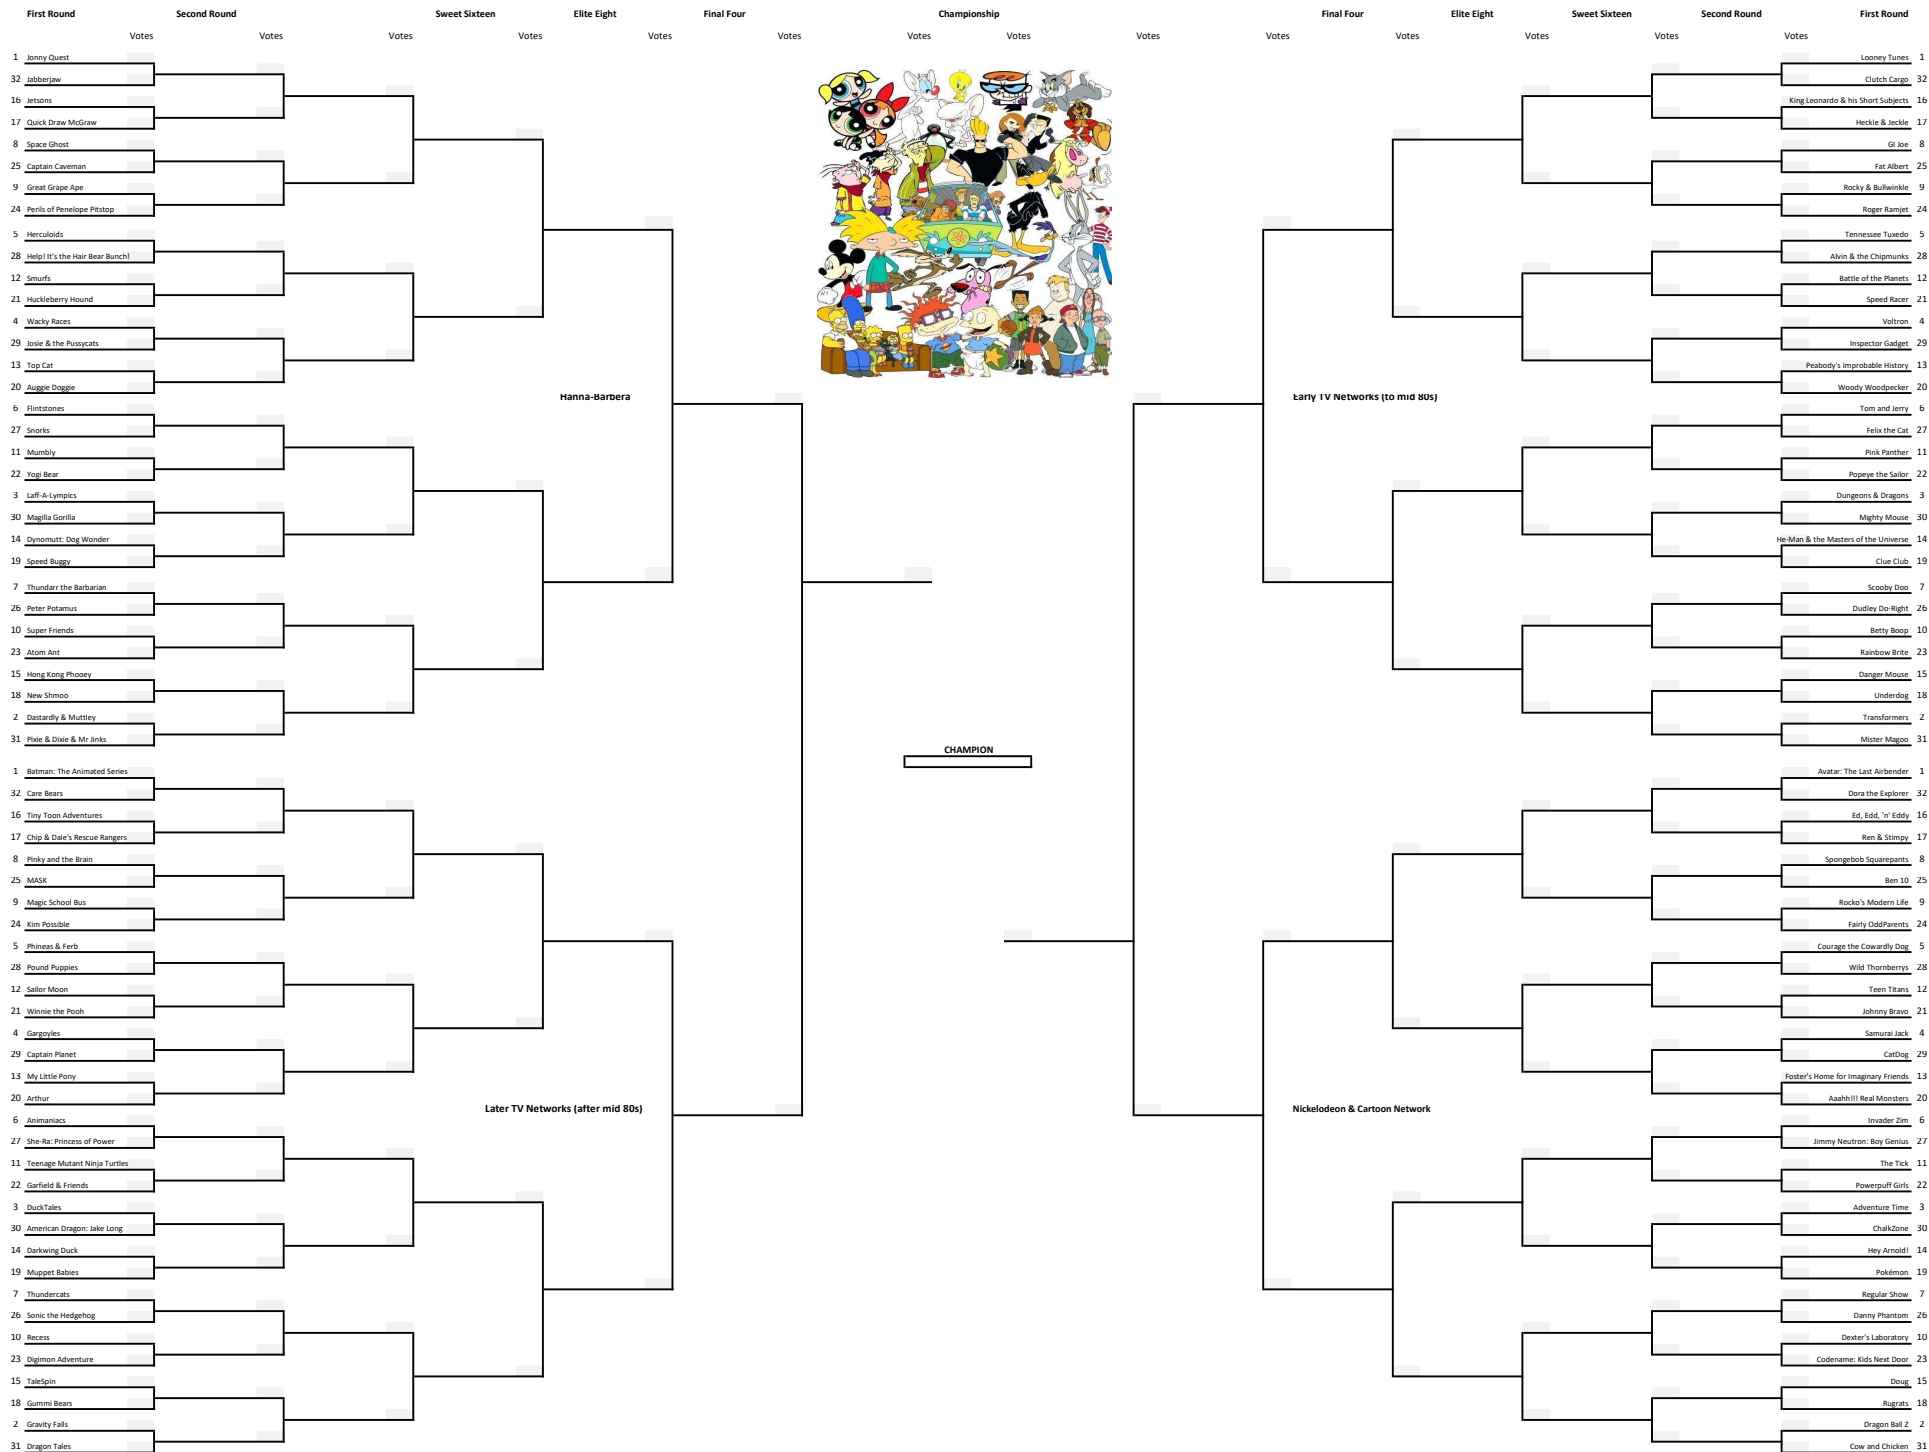 First Round Second Round Sweet Sixteen Elite Eight Final Four Championship Final Four Elite Eight Sweet Sixteen Second Round First Round
Votes Votes Votes Votes Votes Votes Votes Votes Votes Votes Votes Votes Votes Votes
1 Jonny Quest
32 Jabberjaw
16 Jetsons
17 Quick Draw McGraw
8 Space Ghost
25 Captain Caveman
9 Great Grape Ape
24 Perils of Penelope Pitstop
5 Herculoids
28 Help! It's the Hair Bear Bunch!
12 Smurfs
21 Huckleberry Hound
4 Wacky Races
29 Josie & the Pussycats
13 Top Cat
20 Auggie Doggie
Hanna-Barbera
6 Flintstones
27 Snorks
11 Mumbly
22 Yogi Bear
3 Laff-A-Lympics
30 Magilla Gorilla
14 Dynomutt: Dog Wonder
19 Speed Buggy
7 Thundarr the Barbarian
26 Peter Potamus
10 Super Friends
23 Atom Ant
15 Hong Kong Phooey
18 New Shmoo
2 Dastardly & Muttley
31 Pixie & Dixie & Mr Jinks
1 Batman: The Animated Series
32 Care Bears
16 Tiny Toon Adventures
17 Chip & Dale's Rescue Rangers
8 Pinky and the Brain
25 MASK
9 Magic School Bus
24 Kim Possible
5 Phineas & Ferb
28 Pound Puppies
12 Sailor Moon
21 Winnie the Pooh
4 Gargoyles
29 Captain Planet
13 My Little Pony
20 Arthur
Later TV Networks (after mid 80s)
6 Animaniacs
27 She-Ra: Princess of Power
11 Teenage Mutant Ninja Turtles
22 Garfield & Friends
3 DuckTales
30 American Dragon: Jake Long
14 Darkwing Duck
19 Muppet Babies
7 Thundercats
26 Sonic the Hedgehog
10 Recess
23 Digimon Adventure
15 TaleSpin
18 Gummi Bears
2 Gravity Falls
31 Dragon Tales
CHAMPION
Looney Tunes 1
Clutch Cargo 32
King Leonardo & his Short Subjects 16
Heckle & Jeckle 17
GI Joe 8
Fat Albert 25
Rocky & Bullwinkle 9
Roger Ramjet 24
Tennessee Tuxedo 5
Alvin & the Chipmunks 28
Battle of the Planets 12
Speed Racer 21
Voltron 4
Inspector Gadget 29
Peabody's Improbable History 13
Woody Woodpecker 20
Early TV Networks (to mid 80s)
Tom and Jerry 6
Felix the Cat 27
Pink Panther 11
Popeye the Sailor 22
Dungeons & Dragons 3
Mighty Mouse 30
He-Man & the Masters of the Universe 14
Clue Club 19
Scooby Doo 7
Dudley Do-Right 26
Betty Boop 10
Rainbow Brite 23
Danger Mouse 15
Underdog 18
Transformers 2
Mister Magoo 31
Avatar: The Last Airbender 1
Dora the Explorer 32
Ed, Edd, 'n' Eddy 16
Ren & Stimpy 17
Spongebob Squarepants 8
Ben 10 25
Rocko's Modern Life 9
Fairly OddParents 24
Courage the Cowardly Dog 5
Wild Thornberrys 28
Teen Titans 12
Johnny Bravo 21
Samurai Jack 4
CatDog 29
Foster's Home for Imaginary Friends 13
Aaahh!!! Real Monsters 20
Nickelodeon & Cartoon Network
Invader Zim 6
Jimmy Neutron: Boy Genius 27
The Tick 11
Powerpuff Girls 22
Adventure Time 3
ChalkZone 30
Hey Arnold! 14
Pokémon 19
Regular Show 7
Danny Phantom 26
Dexter's Laboratory 10
Codename: Kids Next Door 23
Doug 15
Rugrats 18
Dragon Ball Z 2
Cow and Chicken 31